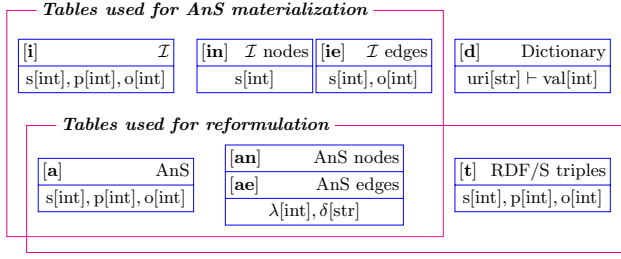 Tables used for AnS materialization
[i] ℐ [in] ℐ nodes [ie] ℐ edges [d] Dictionary
s[int], p[int], o[int] s[int] s[int], o[int] uri[str] ⊢ val[int]
Tables used for reformulation
[an] AnS nodes
[a] AnS [ae] AnS edges [t] RDF/S triples
s[int], p[int], o[int] λ[int], δ[str] s[int], p[int], o[int]